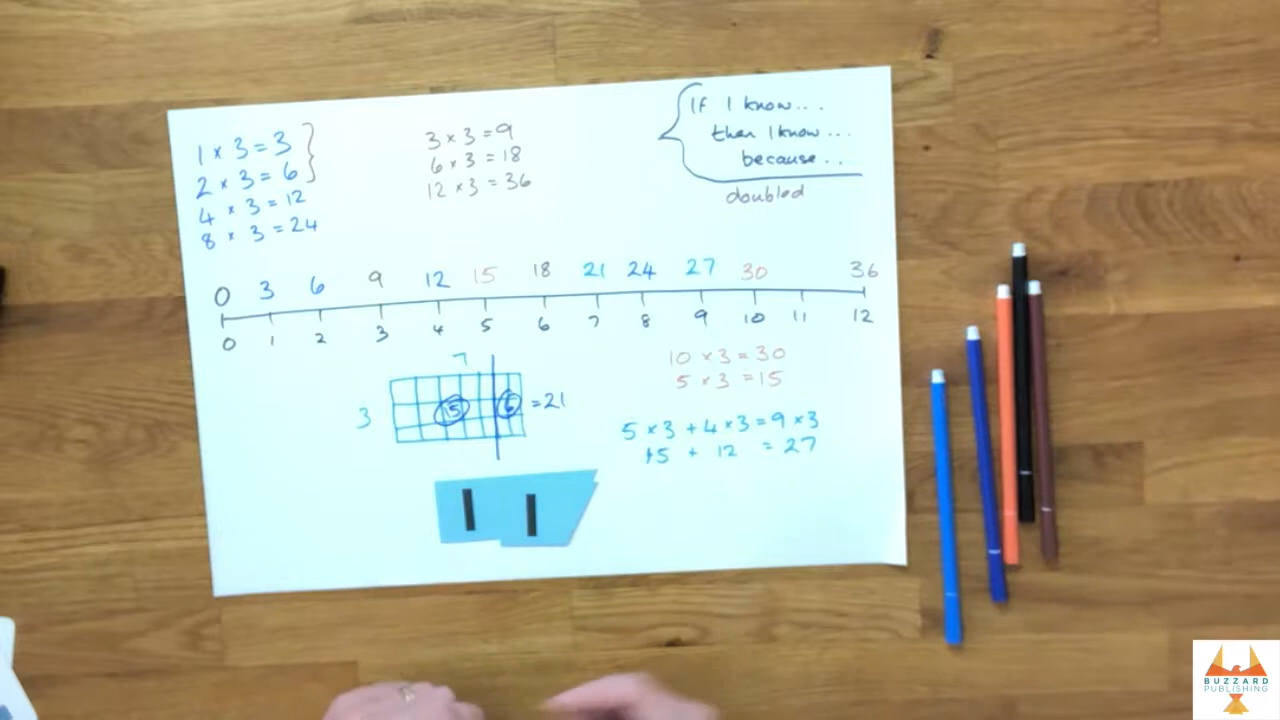 1 × 3 = 3
2 × 3 = 6
4 × 3 = 12
8 × 3 = 24
3 × 3 = 9
6 × 3 = 18
12 × 3 = 36
If I know...
then I know...
because..
doubled
0 3 6 9 12 15 18 21 24 27 30 36
0 1 2 3 4 5 6 7 8 9 10 11 12
7
3 15 6 = 21
10 × 3 = 30
5 × 3 = 15
5 × 3 + 4 × 3 = 9 × 3
15 + 12 = 27
11
BUZZARD
PUBLISHING